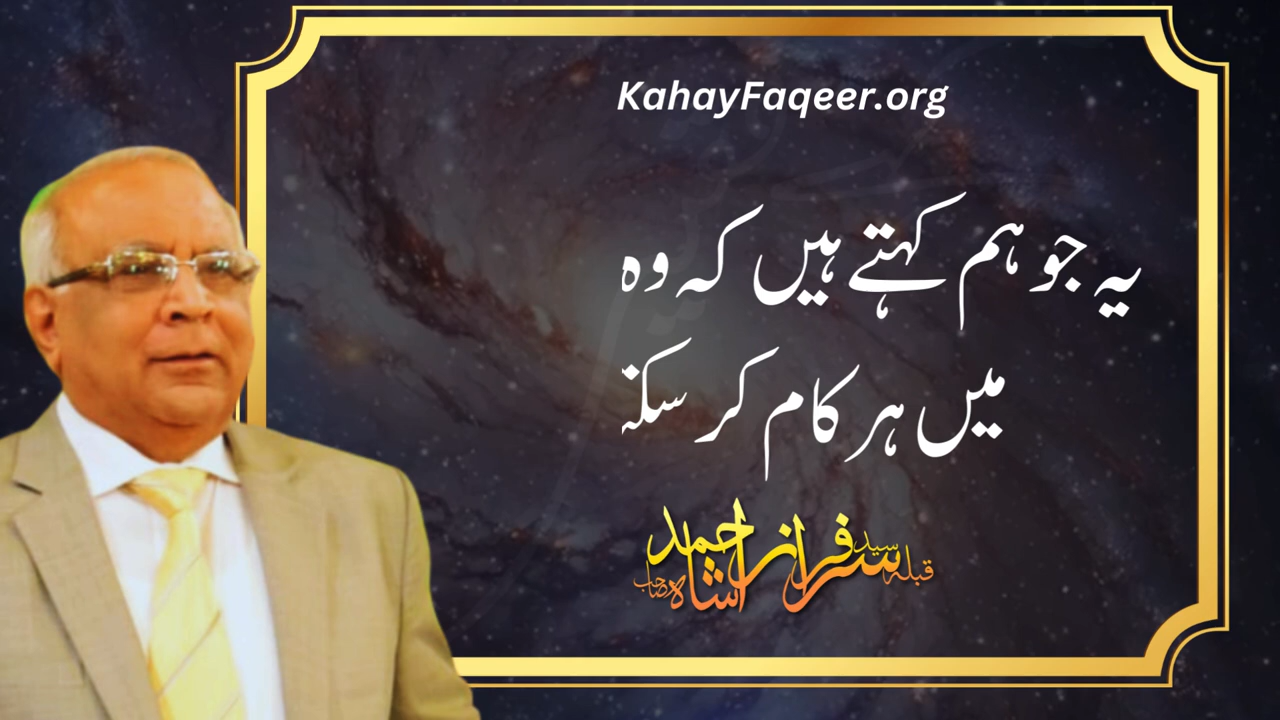 KahayFaqeer.org
یہ جو ہم کہتے ہیں کہ وہ
میں ہر کام کر سکتہ
قبلہ سید سرفراز احمد شاہ صاحب